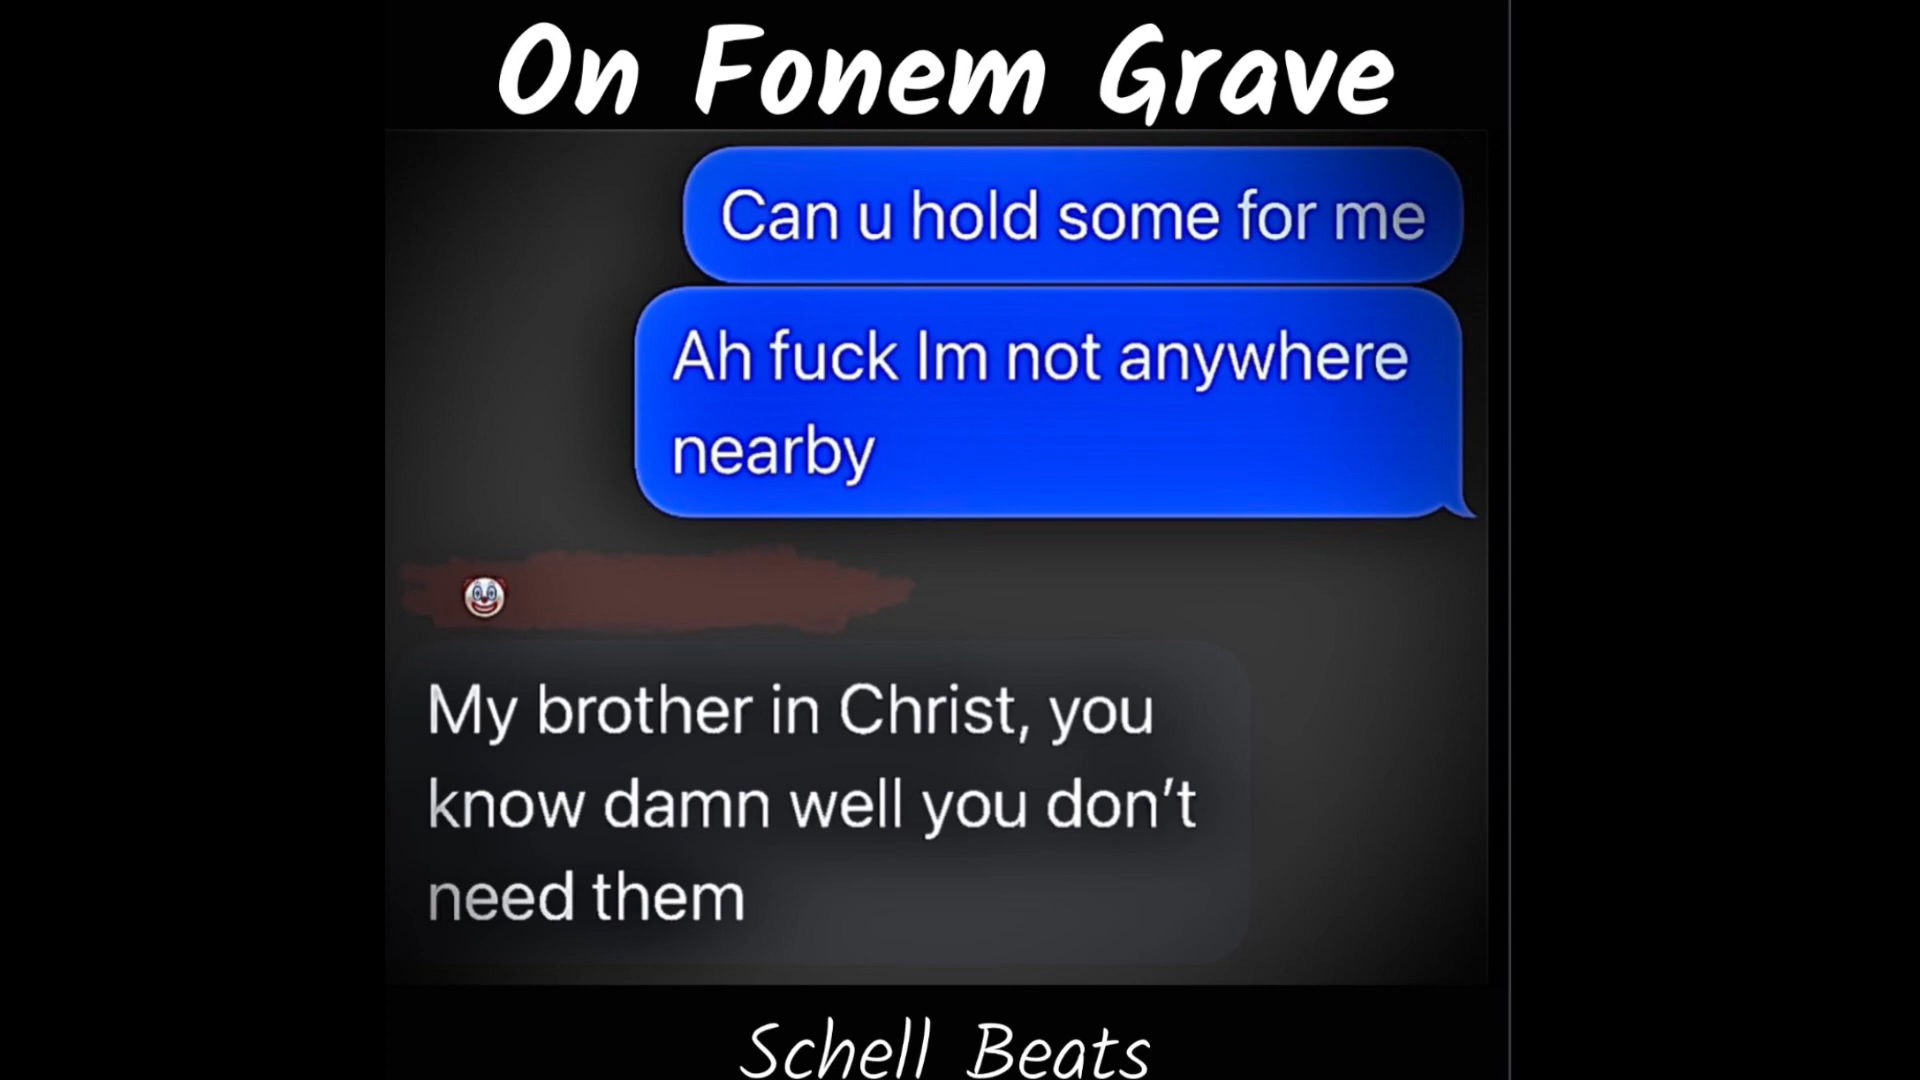 On Fonem Grave
Can u hold some for me
Ah fuck Im not anywhere
nearby
My brother in Christ, you
know damn well you don't
need them
Schell Beats